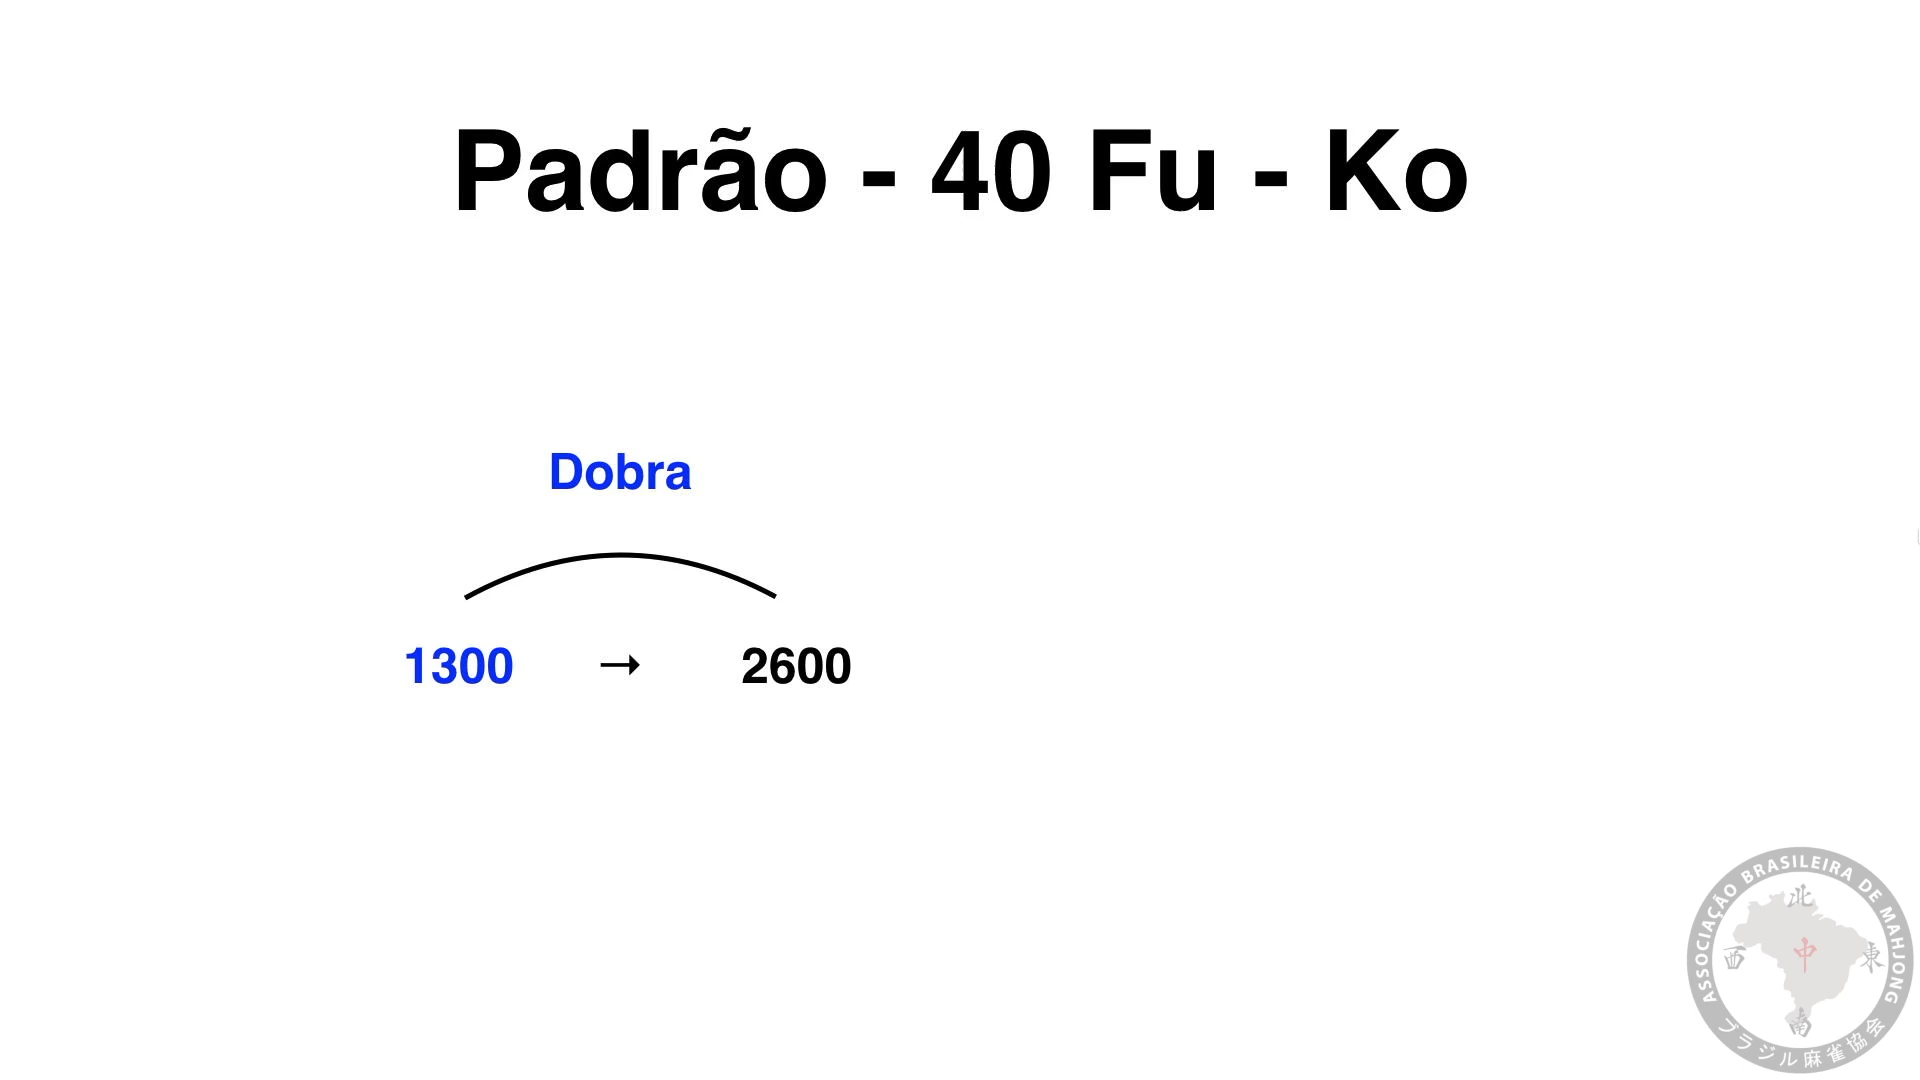 Padrão - 40 Fu - Ko
Dobra
1300 → 2600
ASSOCIAÇÃO BRASILEIRA DE MAHJONG
北
西 中 東
南
ブラジル麻雀協会